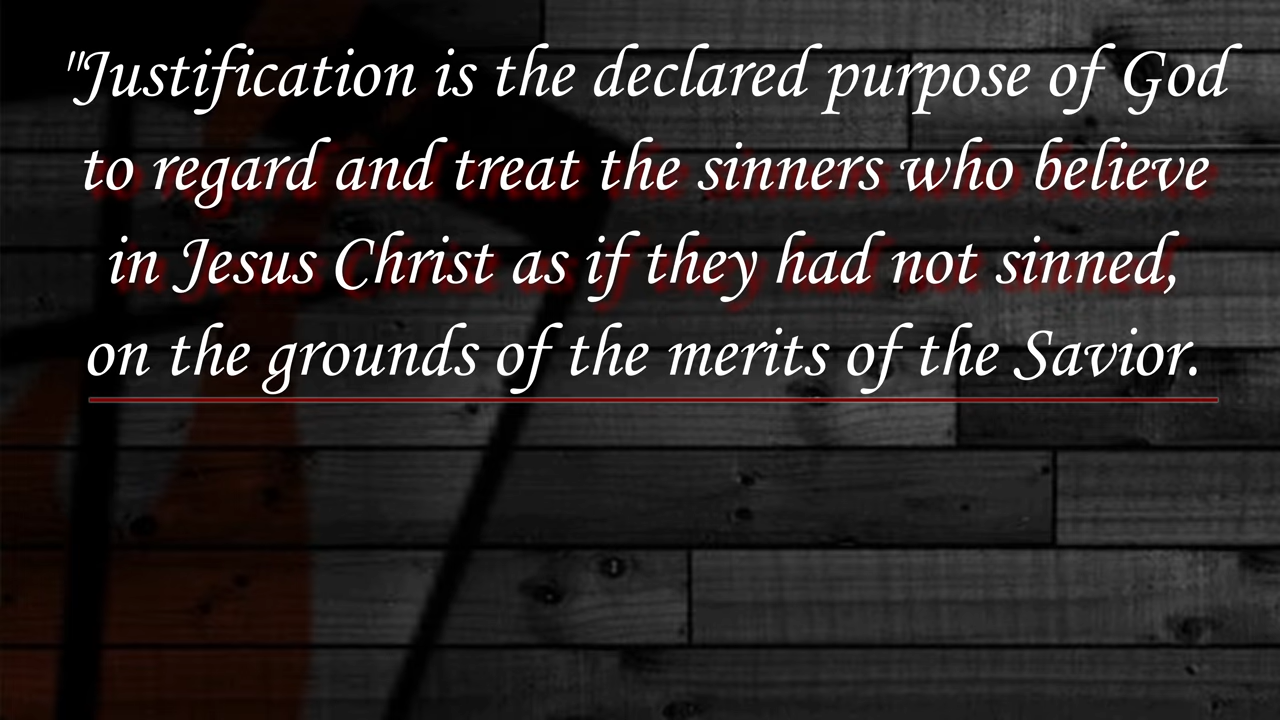 "Justification is the declared purpose of God
to regard and treat the sinners who believe
in Jesus Christ as if they had not sinned,
on the grounds of the merits of the Savior.